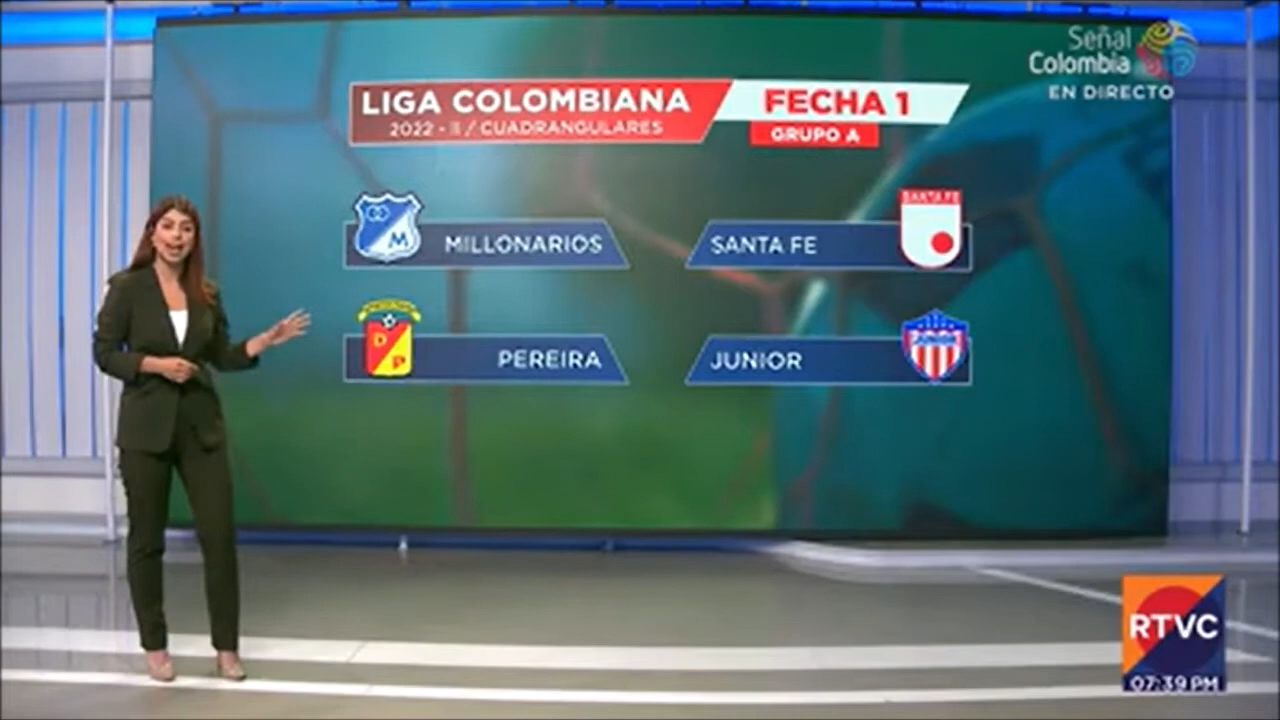 Señal
Colombia
EN DIRECTO
LIGA COLOMBIANA
2022 - II / CUADRANGULARES
FECHA 1
GRUPO A
MILLONARIOS
M
SANTA FE
SANTA FE
PEREIRA
D
P
JUNIOR
JUNIOR
RTVC
07:39 PM